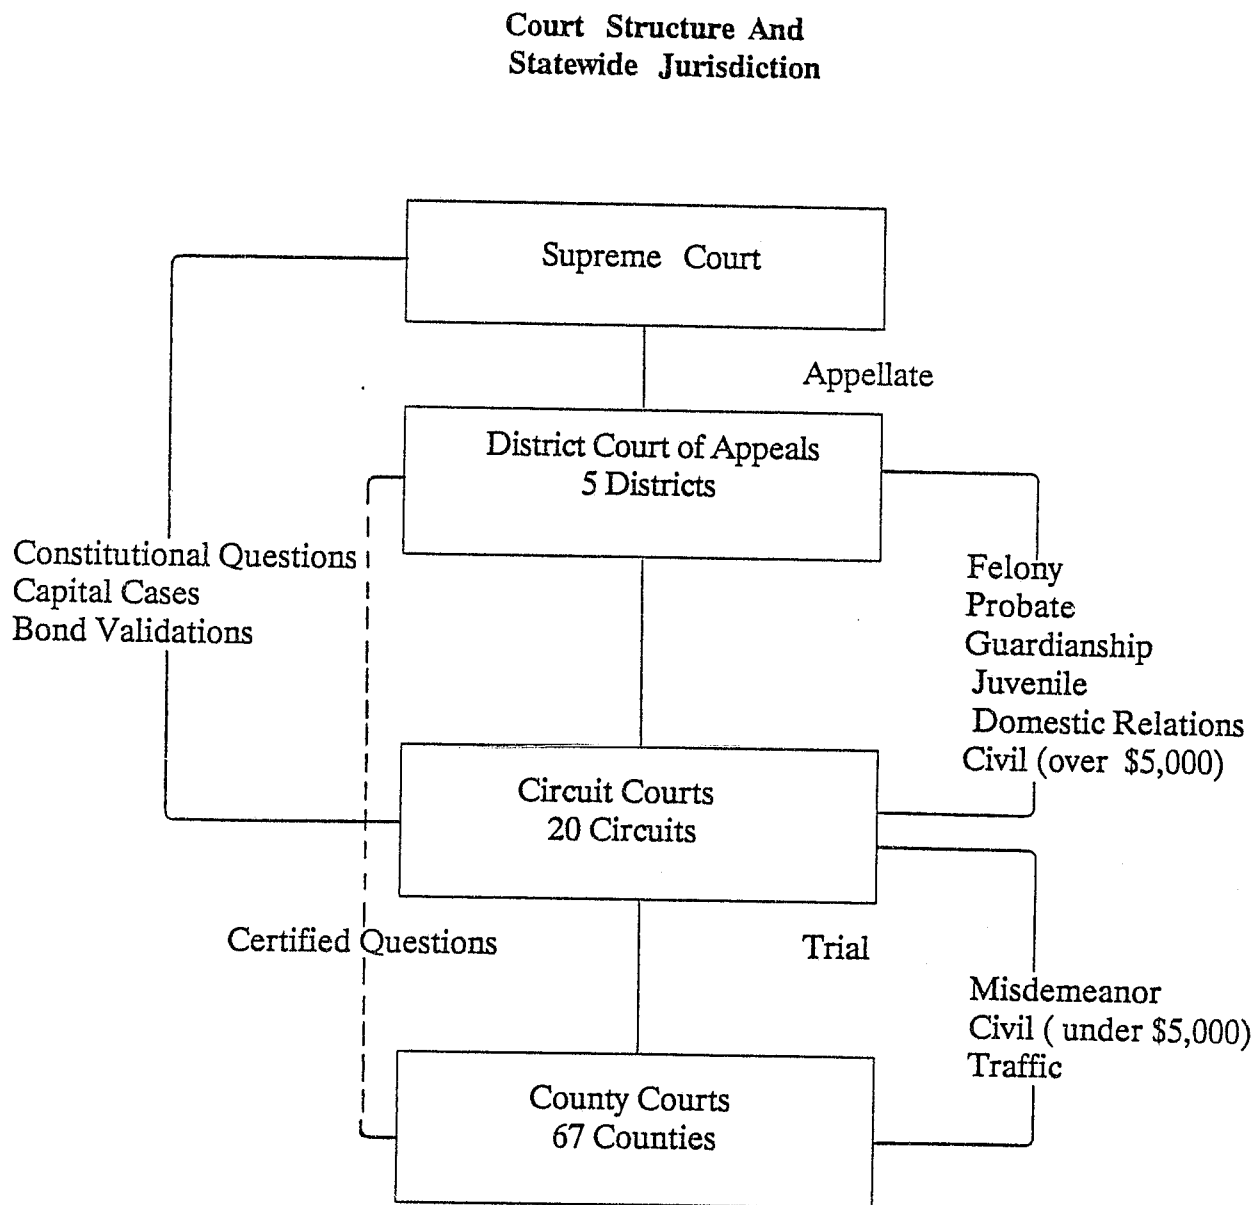 Court Structure And
Statewide Jurisdiction
Supreme Court
Appellate
District Court of Appeals
5 Districts
Constitutional Questions
Capital Cases
Bond Validations
Felony
Probate
Guardianship
Juvenile
Domestic Relations
Civil (over $5,000)
Circuit Courts
20 Circuits
Certified Questions
Trial
Misdemeanor
Civil ( under $5,000)
Traffic
County Courts
67 Counties